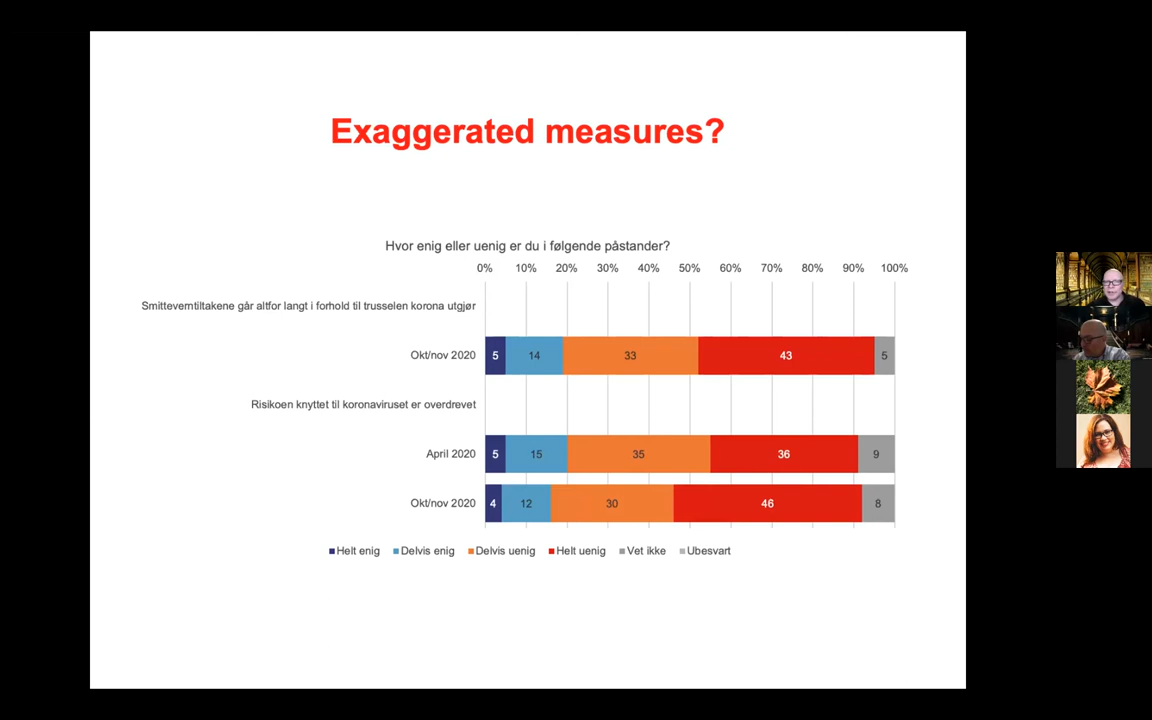 Exaggerated measures?
Hvor enig eller uenig er du i følgende påstander?
0% 10% 20% 30% 40% 50% 60% 70% 80% 90% 100%
Smitteverntiltakene går altfor langt i forhold til trusselen korona utgjør
Okt/nov 2020 5 14 33 43 5
Risikoen knyttet til koronaviruset er overdrevet
April 2020 5 15 35 36 9
Okt/nov 2020 4 12 30 46 8
Helt enig Delvis enig Delvis uenig Helt uenig Vet ikke Ubesvart